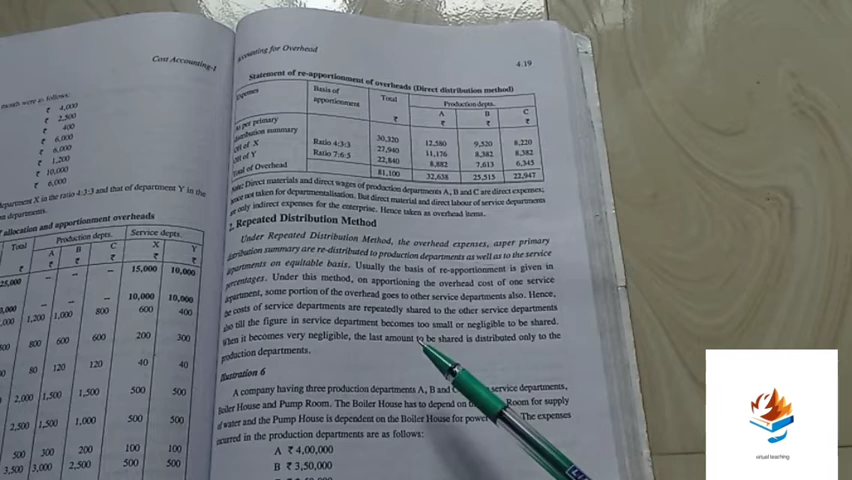 Cost Accounting-I
month were as follows:
₹ 4,000
₹ 2,500
₹ 400
₹ 6,000
₹ 6,000
₹ 1,200
₹ 10,000
₹ 6,000
department X in the ratio 4:3:3 and that of department Y in the
departments.
allocation and apportionment overheads
Total Production depts. Service depts.
A B C X Y
₹ ₹ ₹ ₹ ₹
25,000 – – – 15,000 10,000
– – – 10,000 10,000
1,200 1,000 800 600 400
800 600 600 200 300
80 120 120 40 40
2,000 1,500 1,500 500 500
2,500 1,500 1,000 500 500
500 300 200 100 100
3,500 3,000 2,500 500 500
Accounting for Overhead
4.19
Statement of re-apportionment of overheads (Direct distribution method)
Expenses Basis of apportionment Total Production depts.
A B C
₹ ₹ ₹ ₹
As per primary
distribution summary 30,320 12,580 9,520 8,220
of X Ratio 4:3:3 27,940 11,176 8,382 8,382
of Y Ratio 7:6:5 22,840 8,882 7,613 6,345
Total of Overhead 81,100 32,638 25,515 22,947
Note: Direct materials and direct wages of production departments A, B and C are direct expenses;
hence not taken for departmentalisation. But direct material and direct labour of service departments
are only indirect expenses for the enterprise. Hence taken as overhead items.
2. Repeated Distribution Method
Under Repeated Distribution Method, the overhead expenses, asper primary
distribution summary are re-distributed to production departments as well as to the service
departments on equitable basis. Usually the basis of re-apportionment is given in
percentages. Under this method, on apportioning the overhead cost of one service
department, some portion of the overhead goes to other service departments also. Hence,
the costs of service departments are repeatedly shared to the other service departments
also till the figure in service department becomes too small or negligible to be shared.
When it becomes very negligible, the last amount to be shared is distributed only to the
production departments.
Illustration 6
A company having three production departments A, B and C service departments,
Boiler House and Pump Room. The Boiler House has to depend on Room for supply
of water and the Pump House is dependent on the Boiler House for power The expenses
incurred in the production departments are as follows:
A ₹ 4,00,000
B ₹ 3,50,000
virtual teaching